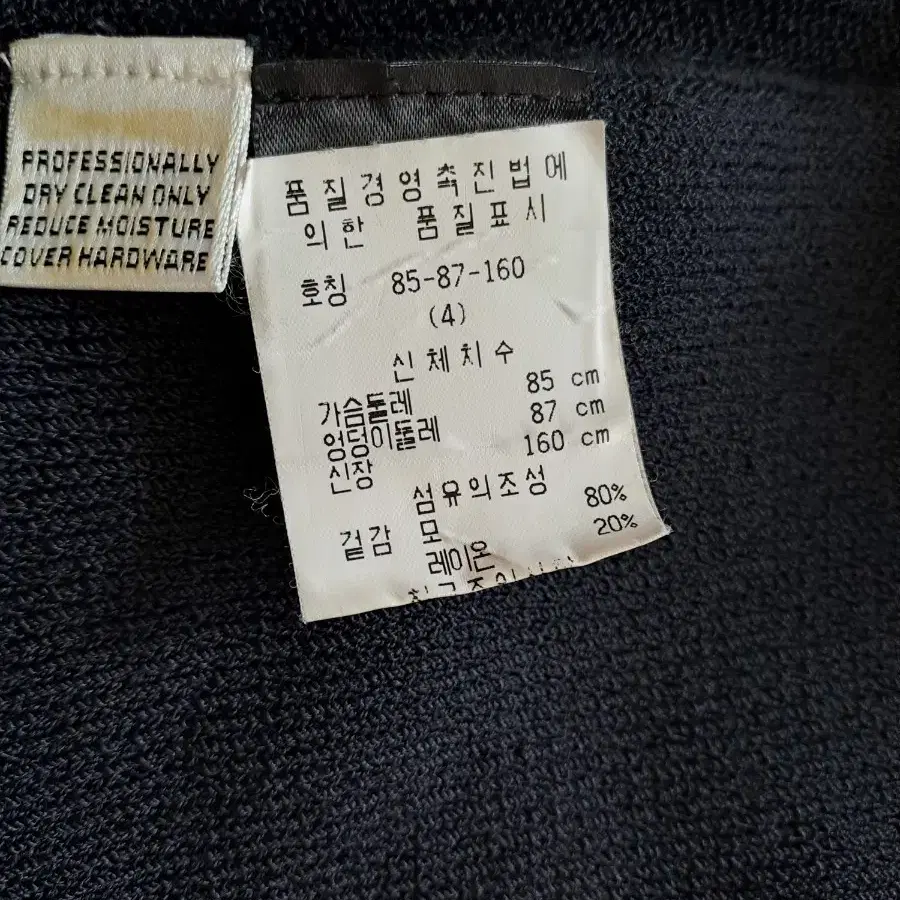 PROFESSIONALLY
DRY CLEAN ONLY
REDUCE MOISTURE
COVER HARDWARE
품질경영촉진법에
의한 품질표시
호칭 85-87-160
(4)
신체치수
가슴둘레 85 cm
엉덩이둘레 87 cm
신장 160 cm
섬유의조성
겉감 모 80%
레이온 20%